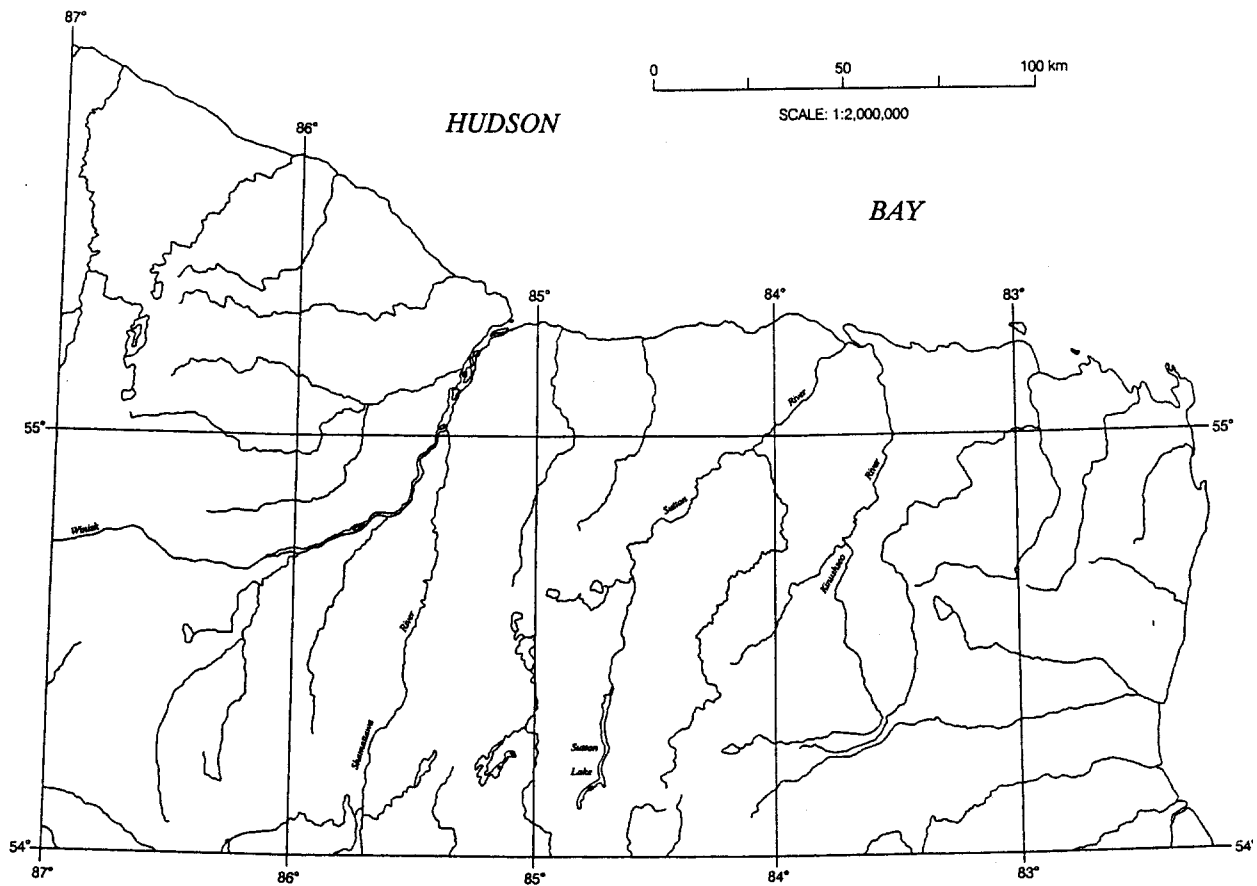 87°
0 50 100 km
SCALE: 1:2,000,000
HUDSON
86°
BAY
85° 84° 83°
River
55° 55°
River
Sutton
Winisk
Kinushseo
River
Shamattawa
Sutton
Lake
54° 54°
87° 86° 85° 84° 83°